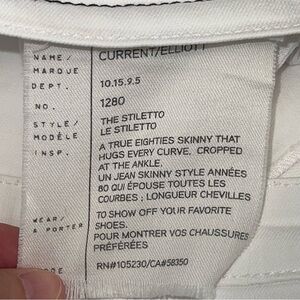 NAME/ CURRENT/ELLIOTT
MARQUE
DEPT. 10.15.9.5
NO. 1280
STYLE/ THE STILETTO
MODÈLE LE STILETTO
INSP. A TRUE EIGHTIES SKINNY THAT
HUGS EVERY CURVE, CROPPED
AT THE ANKLE.
UN JEAN SKINNY STYLE ANNÉES
80 QUI ÉPOUSE TOUTES LES
COURBES ; LONGUEUR CHEVILLES
WEAR/ TO SHOW OFF YOUR FAVORITE
À PORTER SHOES.
POUR MONTRER VOS CHAUSSURES
PRÉFÉRÉES
RN#105230/CA#58350